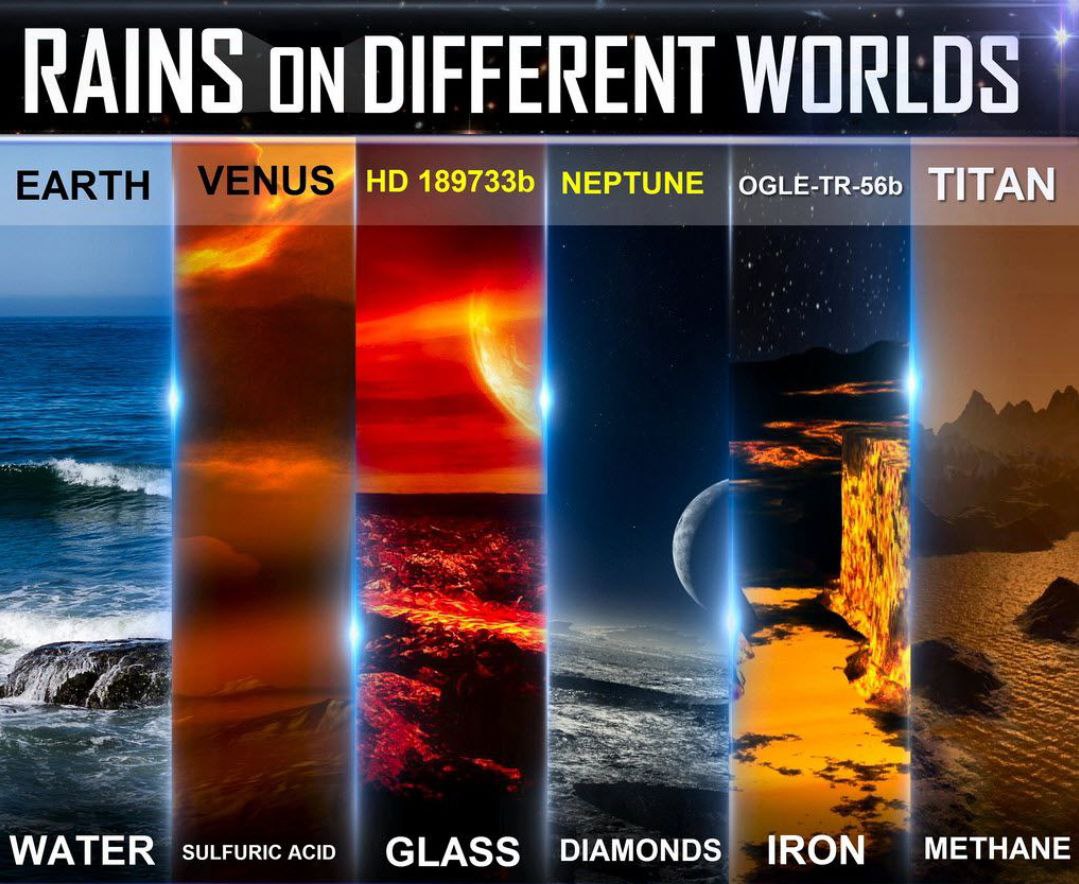 RAINS ON DIFFERENT WORLDS
EARTH VENUS HD 189733b NEPTUNE OGLE-TR-56b TITAN
WATER SULFURIC ACID GLASS DIAMONDS IRON METHANE